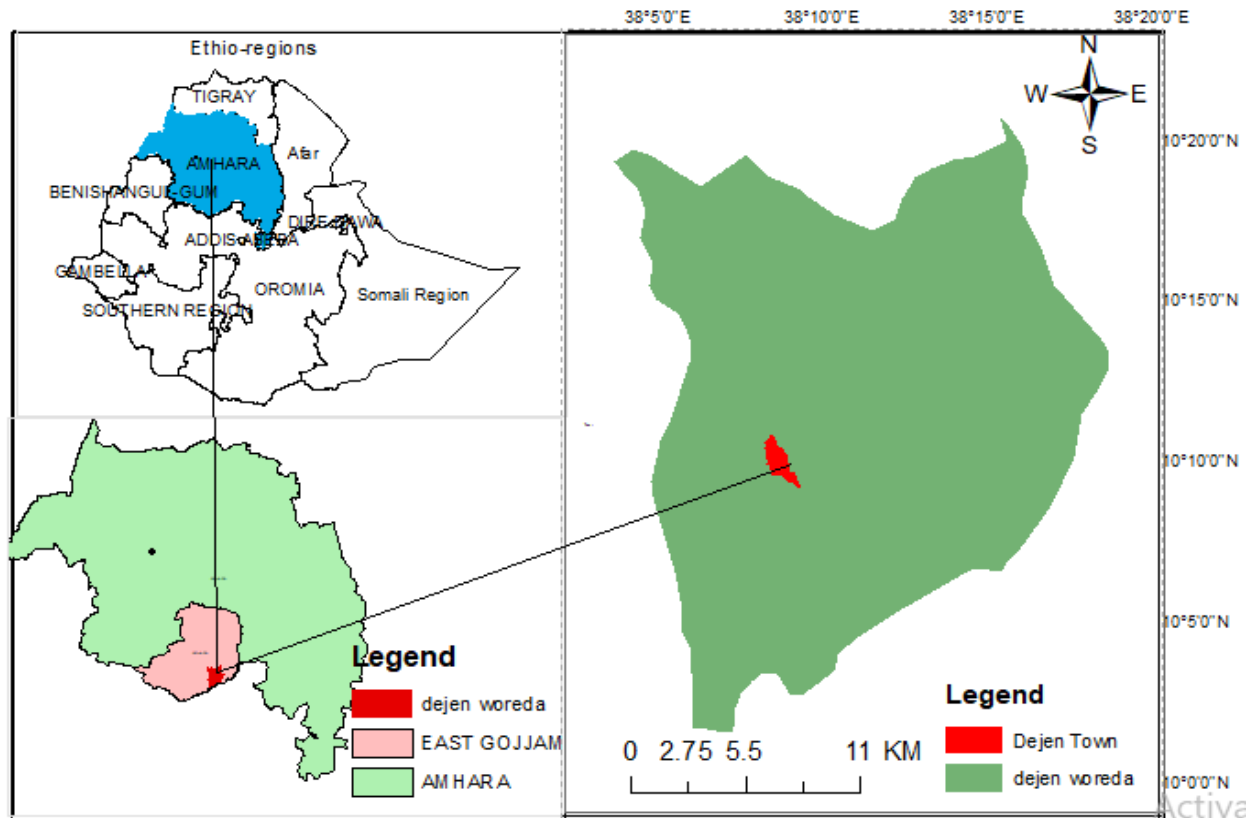 38°5'0"E 38°10'0"E 38°15'0"E 38°20'0"E
Ethio-regions
TIGRAY
Afar
AMHARA
BENISHANGUL-GUM
DIRE DAWA
ADDIS ABEBA
GAMBELLA
OROMIA
Somali Region
SOUTHERN REGION
Legend
dejen woreda
EAST GOJJAM
AMHARA
N
W E
S
10°20'0"N
10°15'0"N
10°10'0"N
10°5'0"N
10°0'0"N
0 2.75 5.5 11 KM
Legend
Dejen Town
dejen woreda
Activa